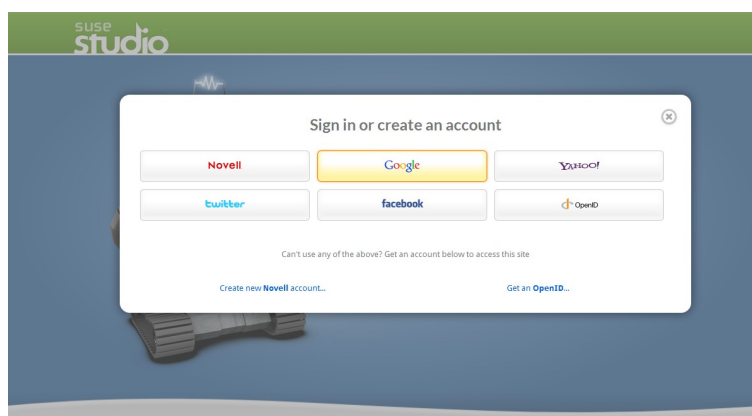 suse
studio
Sign in or create an account
Novell
Google
YAHOO!
twitter
facebook
OpenID
Can't use any of the above? Get an account below to access this site
Create new Novell account...
Get an OpenID...